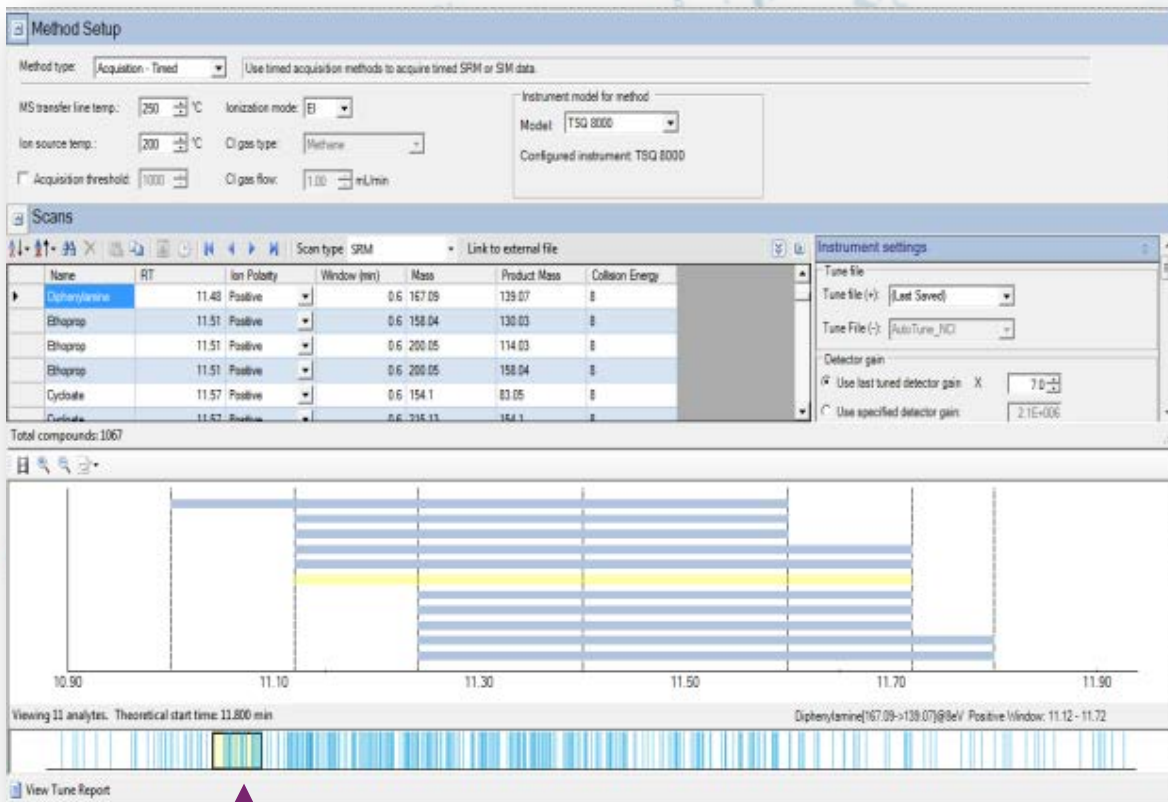 Method Setup
Method type: Acquisition - Timed Use timed acquisition methods to acquire timed SRM or SIM data.
MS transfer line temp.: 250 °C Ionization mode: EI Instrument model for method
Model: TSQ 8000
Ion source temp.: 200 °C CI gas type: Methane
Configured instrument: TSQ 8000
Acquisition threshold: 1000 CI gas flow: 1.00 mL/min
Scans
Scan type SRM Link to external file Instrument settings
Name RT Ion Polarity Window (min) Mass Product Mass Collision Energy Tune file
Diphenylamine 11.48 Positive 0.6 167.09 139.07 8 Tune file (+): (Last Saved)
Ethoprop 11.51 Positive 0.6 158.04 130.03 8
Tune File (-): AutoTune_NCI
Ethoprop 11.51 Positive 0.6 200.05 114.03 8
Ethoprop 11.51 Positive 0.6 200.05 158.04 8 Detector gain
Cycloate 11.57 Positive 0.6 154.1 83.05 8 Use last tuned detector gain X 7.0
Cycloate 11.57 Positive 0.6 215.13 154.1 Use specified detector gain: 2.1E+006
Total compounds: 1067
10.90 11.10 11.30 11.50 11.70 11.90
Viewing 11 analytes. Theoretical start time: 11.800 min Diphenylamine[167.09->139.07]@8eV Positive Window: 11.12 - 11.72
View Tune Report